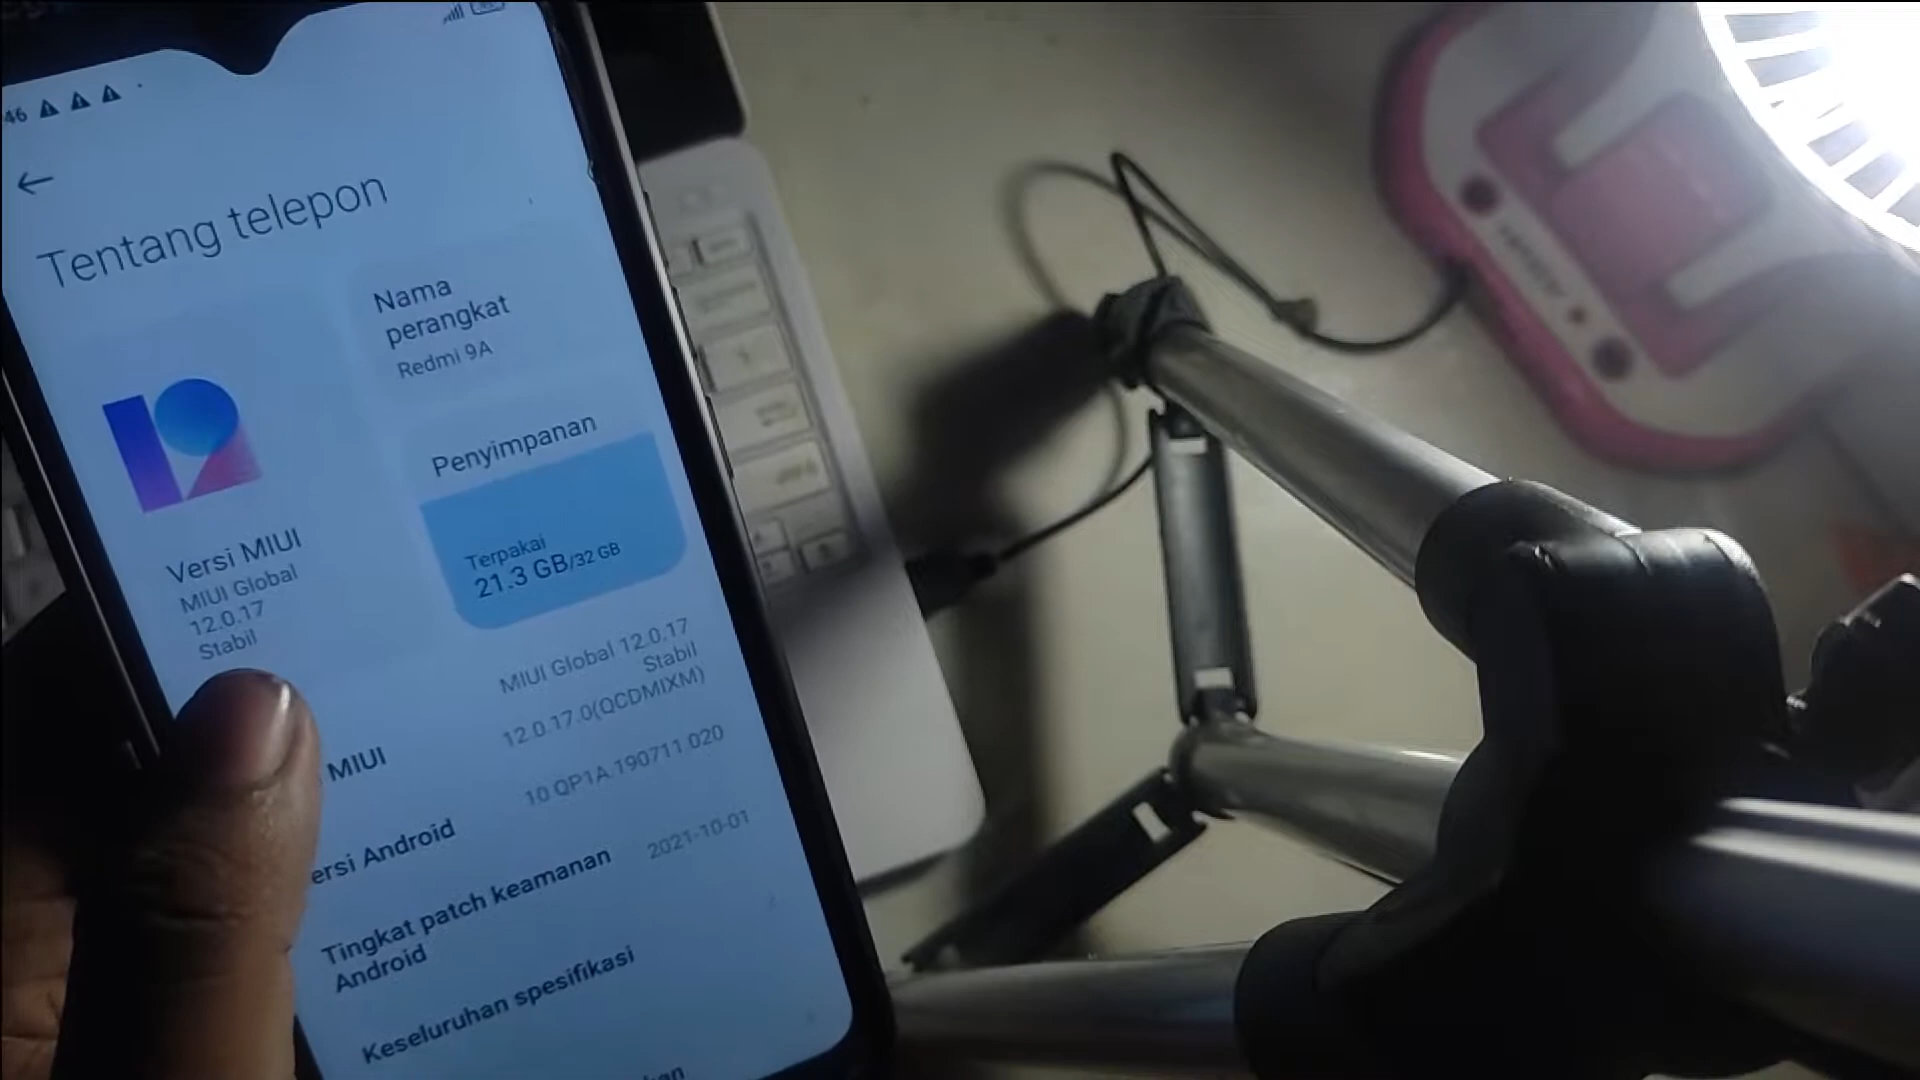 46
Tentang telepon
Nama
perangkat
Redmi 9A
Penyimpanan
Terpakai
21.3 GB/32 GB
Versi MIUI
MIUI Global
12.0.17
Stabil
MIUI
MIUI Global 12.0.17
Stabil
12.0.17.0(QCDMIXM)
ersi Android
10 QP1A.190711.020
Tingkat patch keamanan
Android
2021-10-01
Keseluruhan spesifikasi